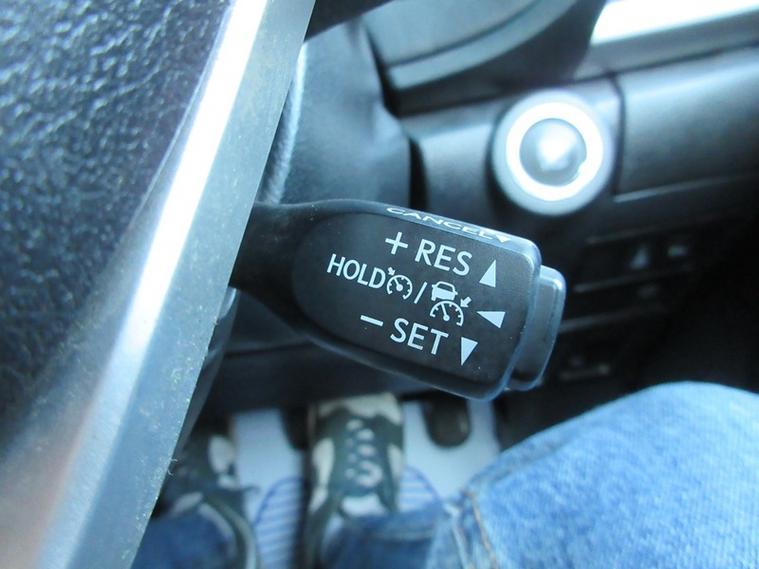 CANCEL
+ RES
HOLD /
− SET